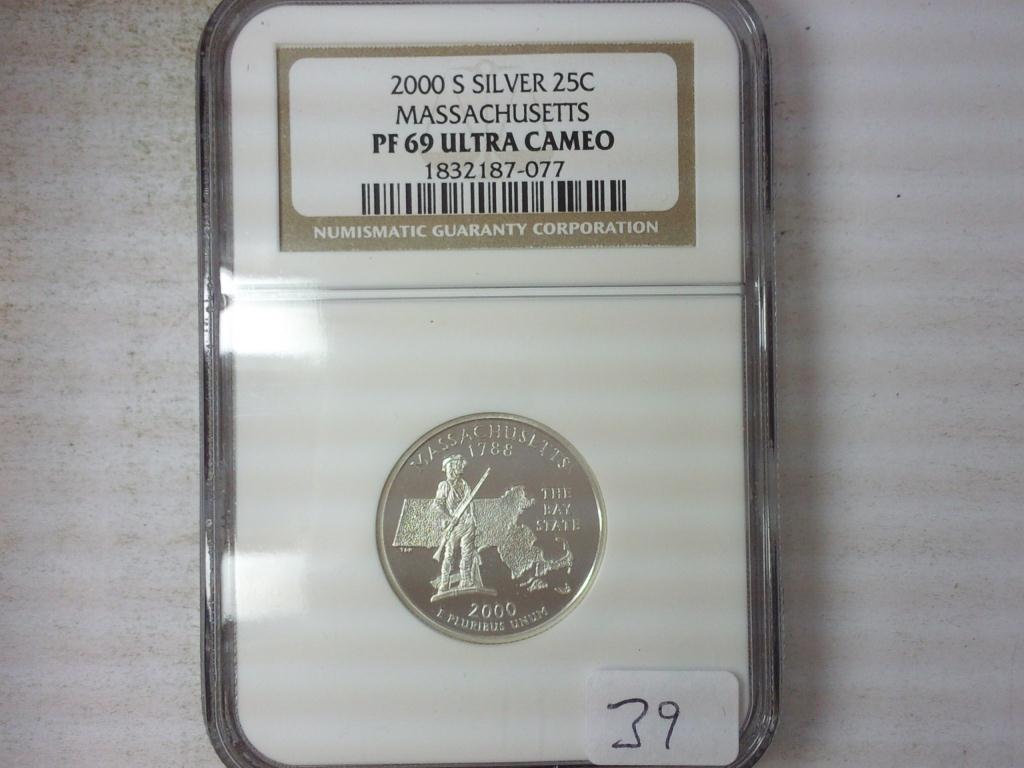 2000 S SILVER 25C
MASSACHUSETTS
PF 69 ULTRA CAMEO
1832187-077
NUMISMATIC GUARANTY CORPORATION
MASSACHUSETTS
1788
THE
BAY
STATE
2000
E PLURIBUS UNUM
39